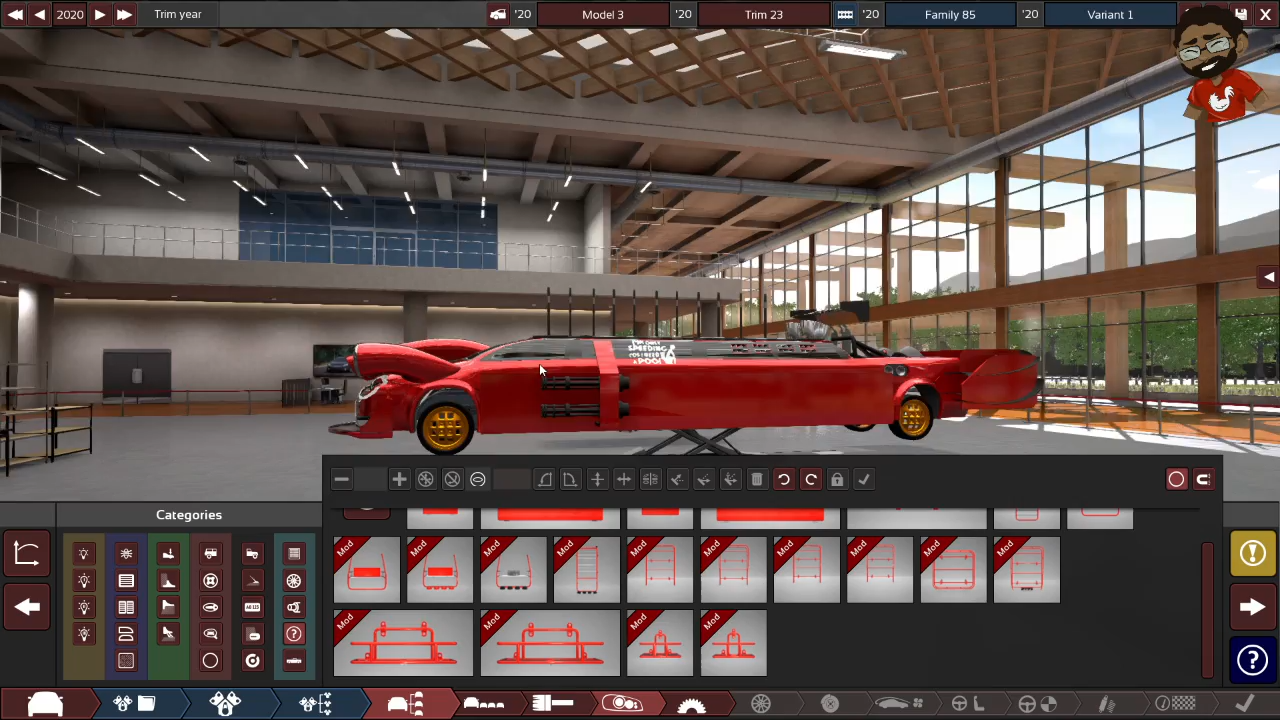 2020 Trim year '20 Model 3 '20 Trim 23 '20 Family 85 '20 Variant 1
SPEEDING
Categories
Mod Mod Mod Mod Mod Mod Mod Mod Mod Mod
Mod Mod Mod Mod